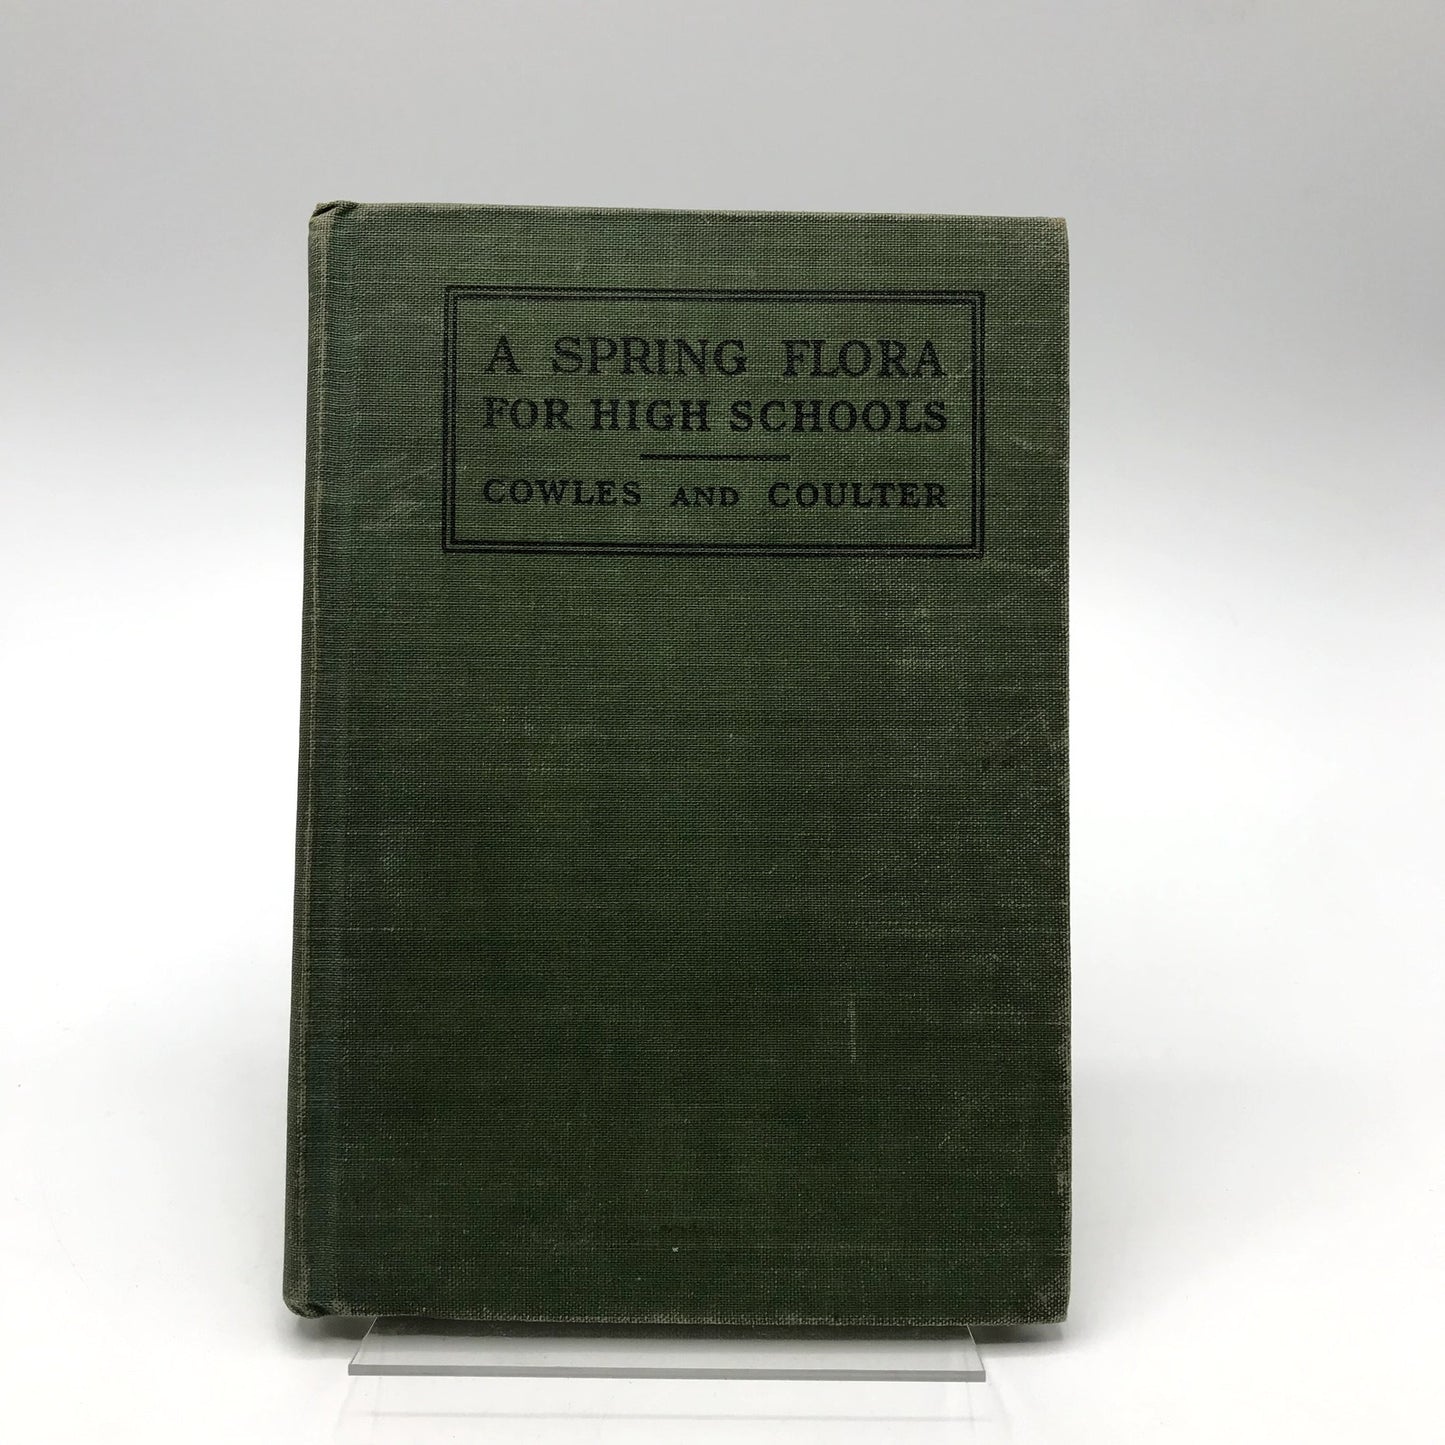 A SPRING FLORA
FOR HIGH SCHOOLS
COWLES AND COULTER